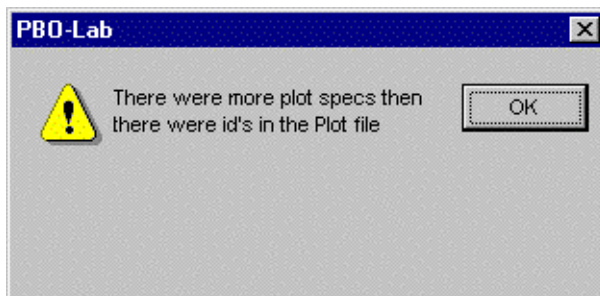 PBO-Lab
There were more plot specs then
there were id's in the Plot file
OK